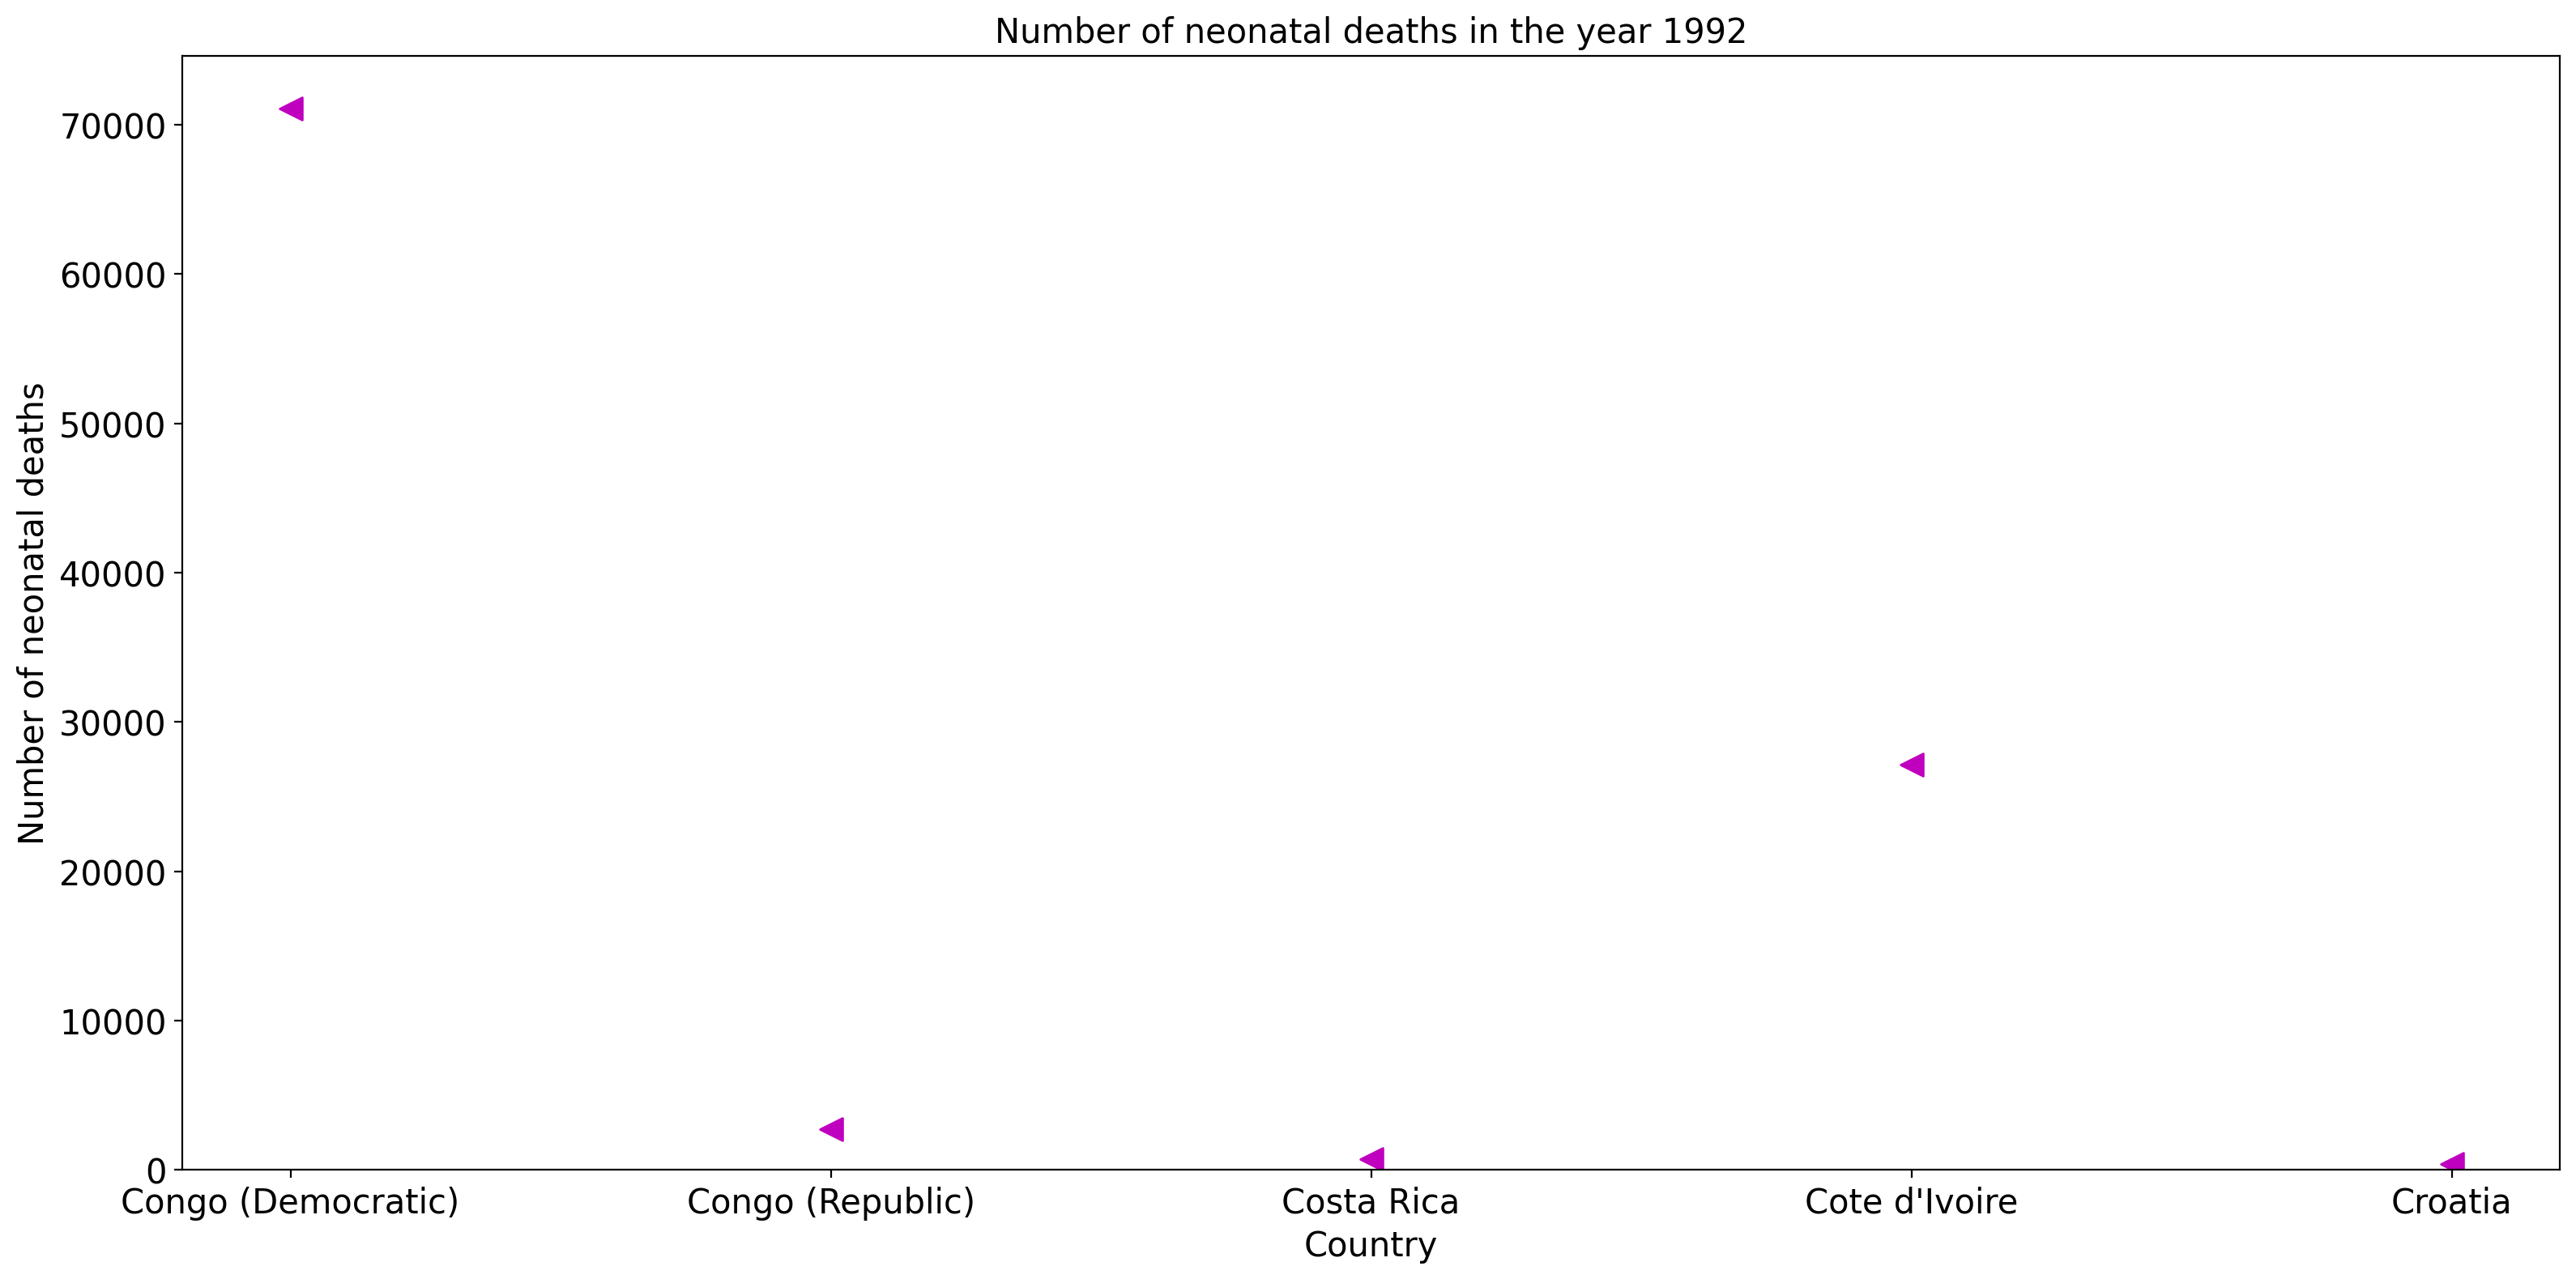 Number of neonatal deaths in the year 1992
Number of neonatal deaths
70000
60000
50000
40000
30000
20000
10000
0
Congo (Democratic)
Congo (Republic)
Costa Rica
Cote d'Ivoire
Croatia
Country